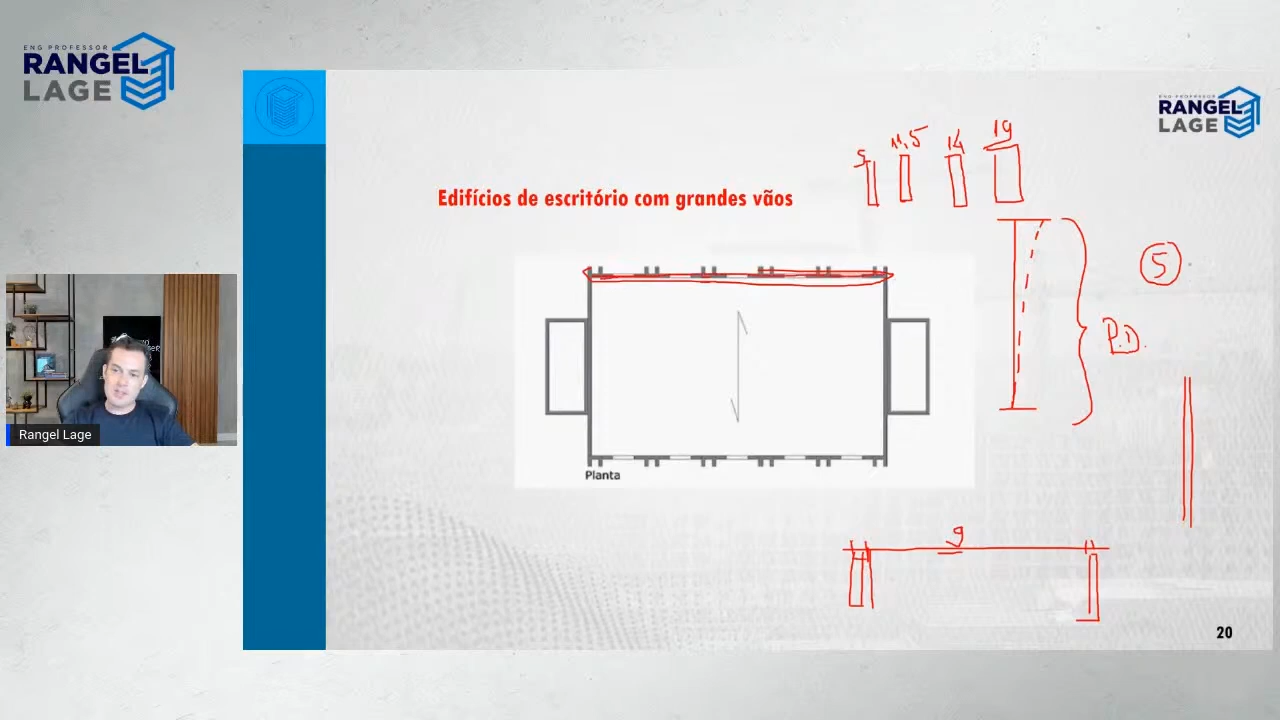 ENG PROFESSOR
RANGEL
LAGE
ENG PROFESSOR
RANGEL
LAGE
9 11,5 14 19
Edifícios de escritório com grandes vãos
5
P.D.
Rangel Lage
Planta
9
20